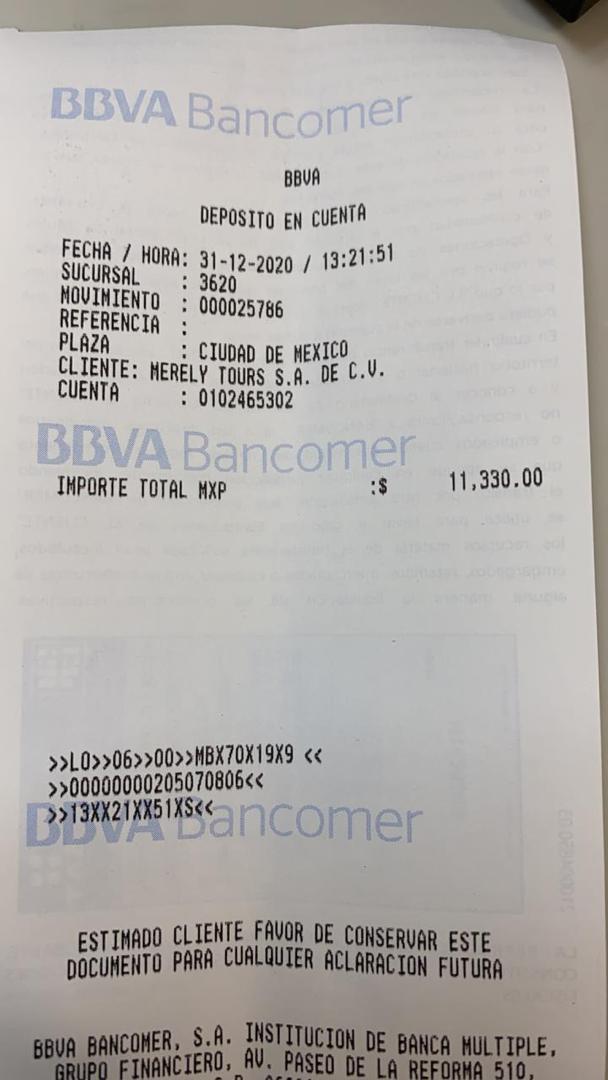 BBVA Bancomer
BBVA
DEPOSITO EN CUENTA
FECHA / HORA: 31-12-2020 / 13:21:51
SUCURSAL : 3620
MOVIMIENTO : 000025786
REFERENCIA :
PLAZA : CIUDAD DE MEXICO
CLIENTE: MERELY TOURS S.A. DE C.V.
CUENTA : 0102465302
BBVA Bancomer
IMPORTE TOTAL MXP :$ 11,330.00
>>LO>>06>>00>>MBX70X19X9 <<
>>00000000205070806<<
>>13XX21XX51XS<<
BBVA Bancomer
ESTIMADO CLIENTE FAVOR DE CONSERVAR ESTE
DOCUMENTO PARA CUALQUIER ACLARACION FUTURA
BBVA BANCOMER, S.A. INSTITUCION DE BANCA MULTIPLE,
GRUPO FINANCIERO, AV. PASEO DE LA REFORMA 510,